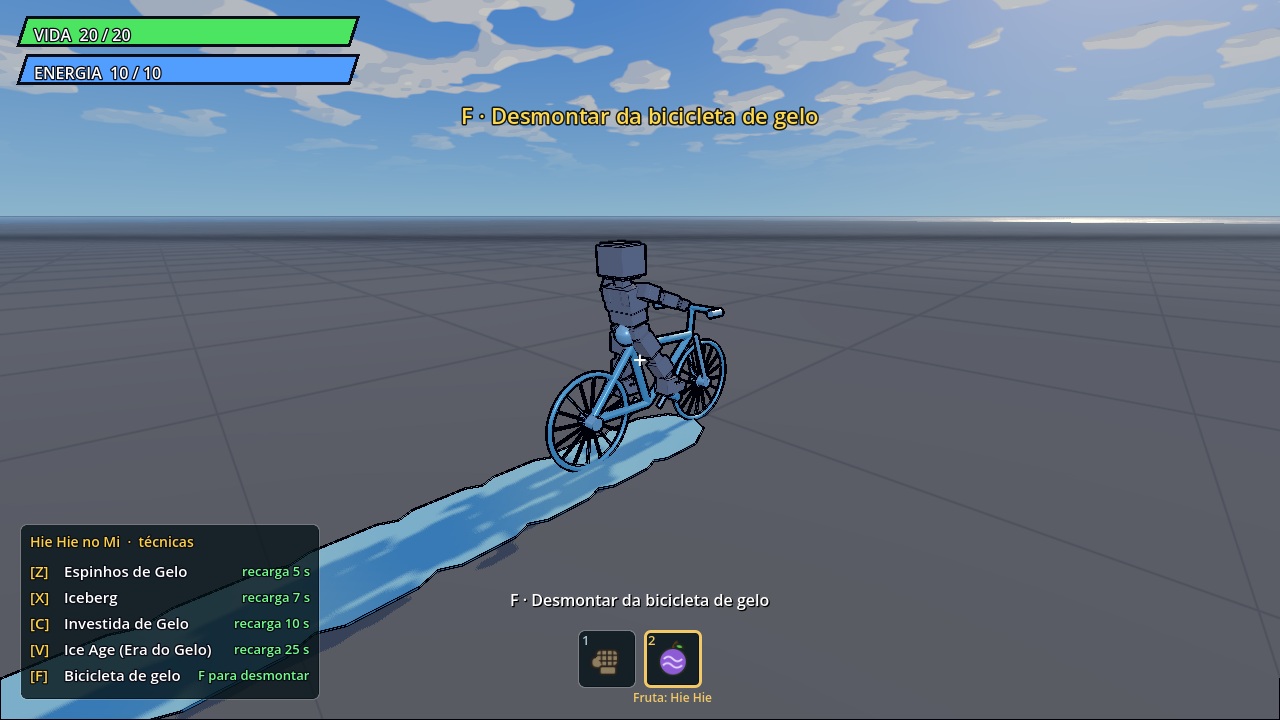 VIDA 20 / 20
ENERGIA 10 / 10
F · Desmontar da bicicleta de gelo
Hie Hie no Mi · técnicas
[Z] Espinhos de Gelo recarga 5 s
[X] Iceberg recarga 7 s
[C] Investida de Gelo recarga 10 s
[V] Ice Age (Era do Gelo) recarga 25 s
[F] Bicicleta de gelo F para desmontar
F · Desmontar da bicicleta de gelo
1 2
Fruta: Hie Hie